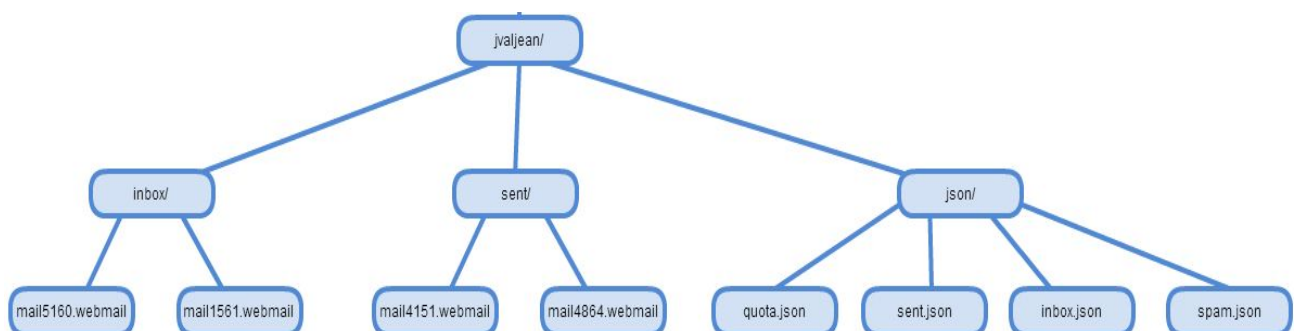 jvaljean/
inbox/
sent/
json/
mail5160.webmail
mail1561.webmail
mail4151.webmail
mail4864.webmail
quota.json
sent.json
inbox.json
spam.json